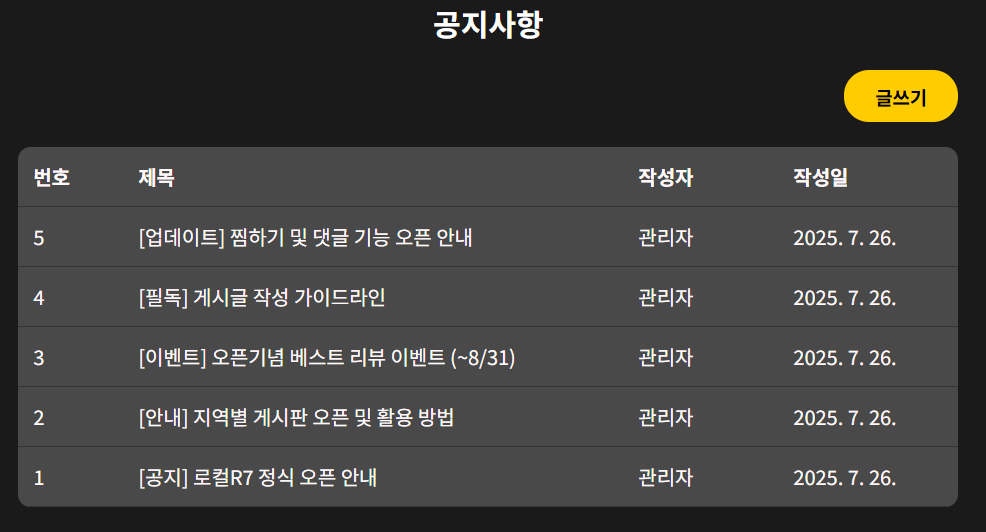 공지사항
글쓰기
번호 제목 작성자 작성일
5 [업데이트] 찜하기 및 댓글 기능 오픈 안내 관리자 2025. 7. 26.
4 [필독] 게시글 작성 가이드라인 관리자 2025. 7. 26.
3 [이벤트] 오픈기념 베스트 리뷰 이벤트 (~8/31) 관리자 2025. 7. 26.
2 [안내] 지역별 게시판 오픈 및 활용 방법 관리자 2025. 7. 26.
1 [공지] 로컬R7 정식 오픈 안내 관리자 2025. 7. 26.